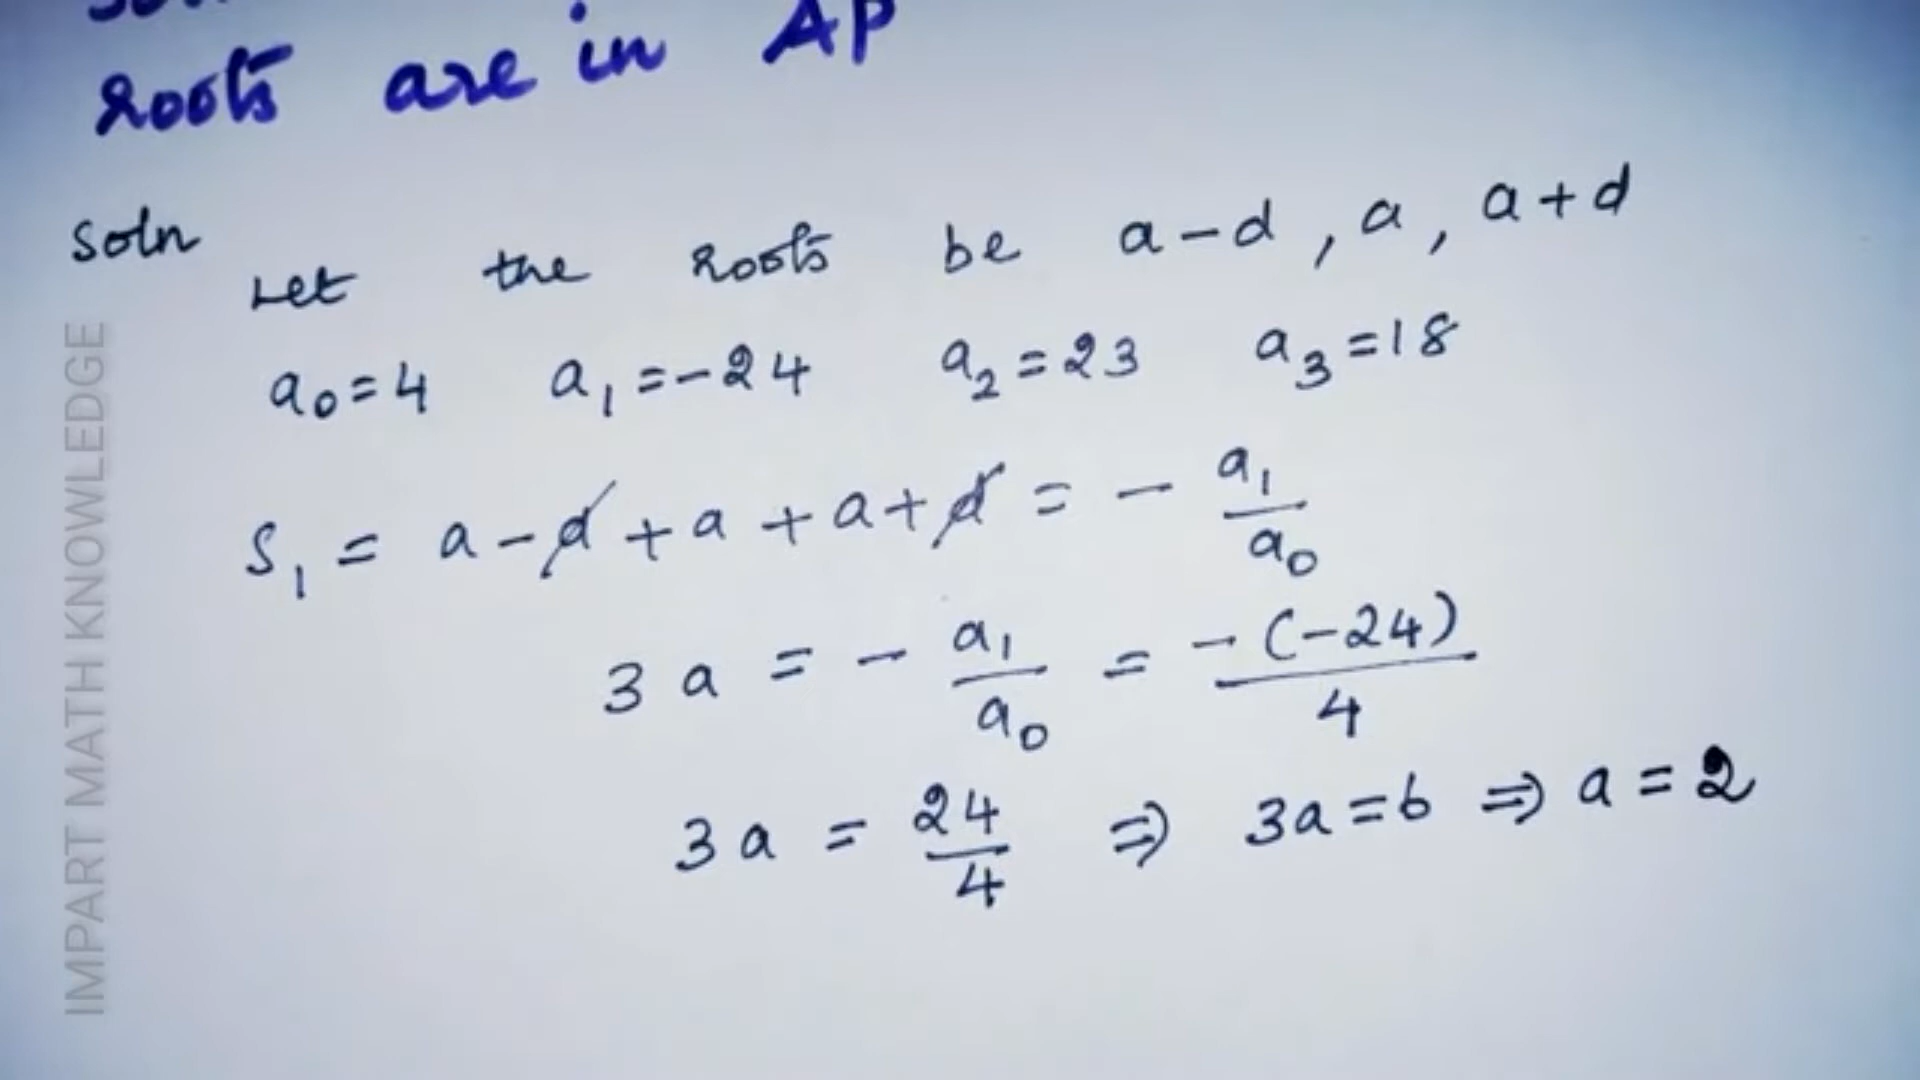 roots are in AP
Soln
Let the roots be a-d, a, a+d
a₀=4 a₁=-24 a₂=23 a₃=18
S₁ = a-d+a+a+d = - a₁/a₀
3a = - a₁/a₀ = -(-24)/4
3a = 24/4 ⇒ 3a=6 ⇒ a=2
IMPART MATH KNOWLEDGE